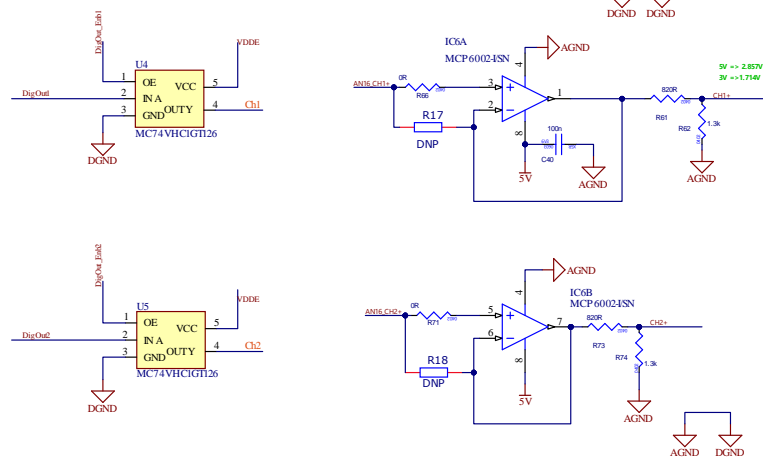 DGND DGND
DigOut_Enb1
VDDE
U4
1 OE VCC 5
DigOut1 2 IN A
3 GND OUTY 4 Ch1
MC74VHC1GT126
DGND
IC6A
MCP6002-I/SN
AGND
4
AN16_CH1+
0R
R66
3
2
1
R17
DNP
8
100n
C40
5V
AGND
820R
R61
CH1+
R62
1.3k
AGND
5V => 2.857V
3V =>1.714V
DigOut_Enb2
VDDE
U5
1 OE VCC 5
DigOut2 2 IN A
3 GND OUTY 4 Ch2
MC74VHC1GT126
DGND
AGND
4
IC6B
MCP6002-I/SN
AN16_CH2+
0R
R71
5
6
7
R18
DNP
8
5V
820R
R73
CH2+
R74
1.3k
AGND
AGND DGND